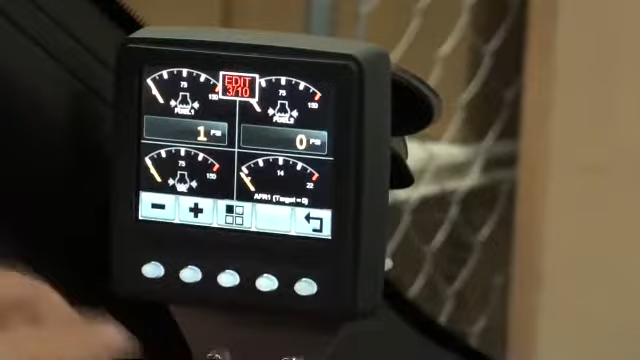 EDIT
3/10
75
150
FUEL1
75
150
FUEL2
1 PSI
0 PSI
75
150
14
22
AFR1 (Target = 0)